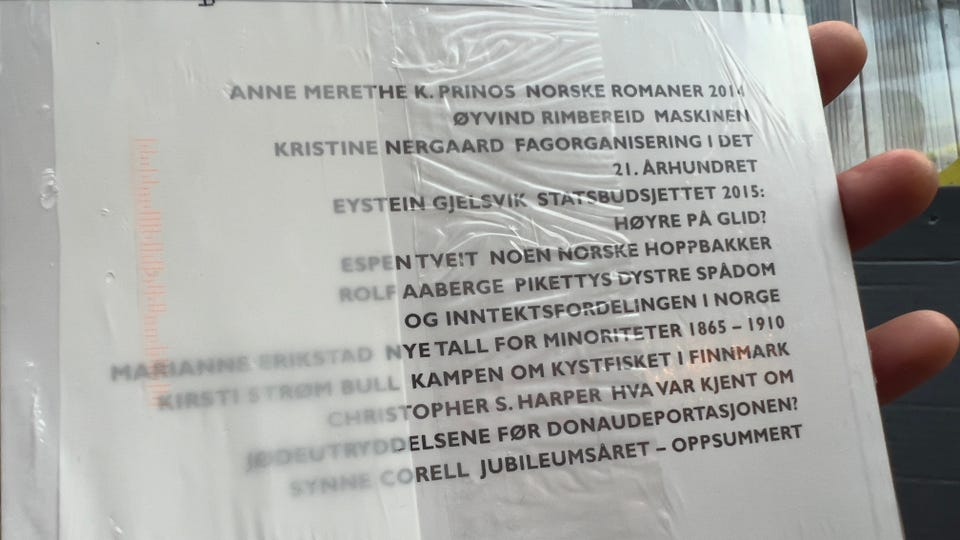 ANNE MERETHE K. PRINOS NORSKE ROMANER 2014
ØYVIND RIMBEREID MASKINEN
KRISTINE NERGAARD FAGORGANISERING I DET
21. ÅRHUNDRET
EYSTEIN GJELSVIK STATSBUDSJETTET 2015:
HØYRE PÅ GLID?
ESPEN TVEIT NOEN NORSKE HOPPBAKKER
ROLF AABERGE PIKETTYS DYSTRE SPÅDOM
OG INNTEKTSFORDELINGEN I NORGE
MARIANNE ERIKSTAD NYE TALL FOR MINORITETER 1865 – 1910
KIRSTI STRØM BULL KAMPEN OM KYSTFISKET I FINNMARK
CHRISTOPHER S. HARPER HVA VAR KJENT OM
JØDEUTRYDDELSENE FØR DONAUDEPORTASJONEN?
SYNNE CORELL JUBILEUMSÅRET – OPPSUMMERT